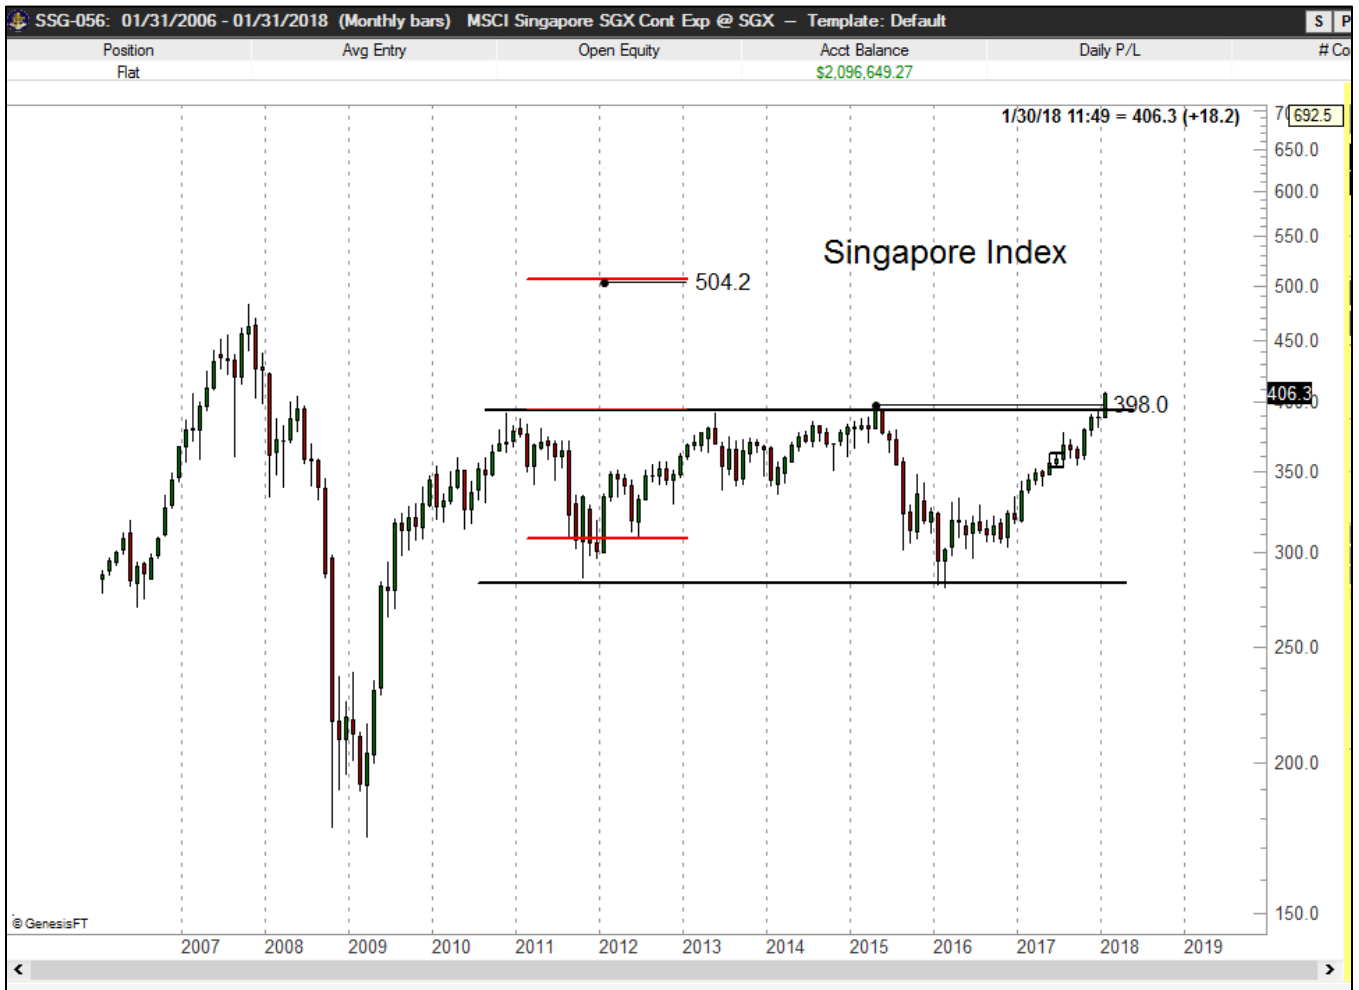 SSG-056: 01/31/2006 - 01/31/2018 (Monthly bars) MSCI Singapore SGX Cont Exp @ SGX – Template: Default
S
Position Avg Entry Open Equity Acct Balance Daily P/L # Co
Flat $2,096,649.27
1/30/18 11:49 = 406.3 (+18.2)
692.5
650.0
600.0
Singapore Index
550.0
504.2
500.0
450.0
406.3
398.0
350.0
300.0
250.0
200.0
150.0
© GenesisFT
2007 2008 2009 2010 2011 2012 2013 2014 2015 2016 2017 2018 2019